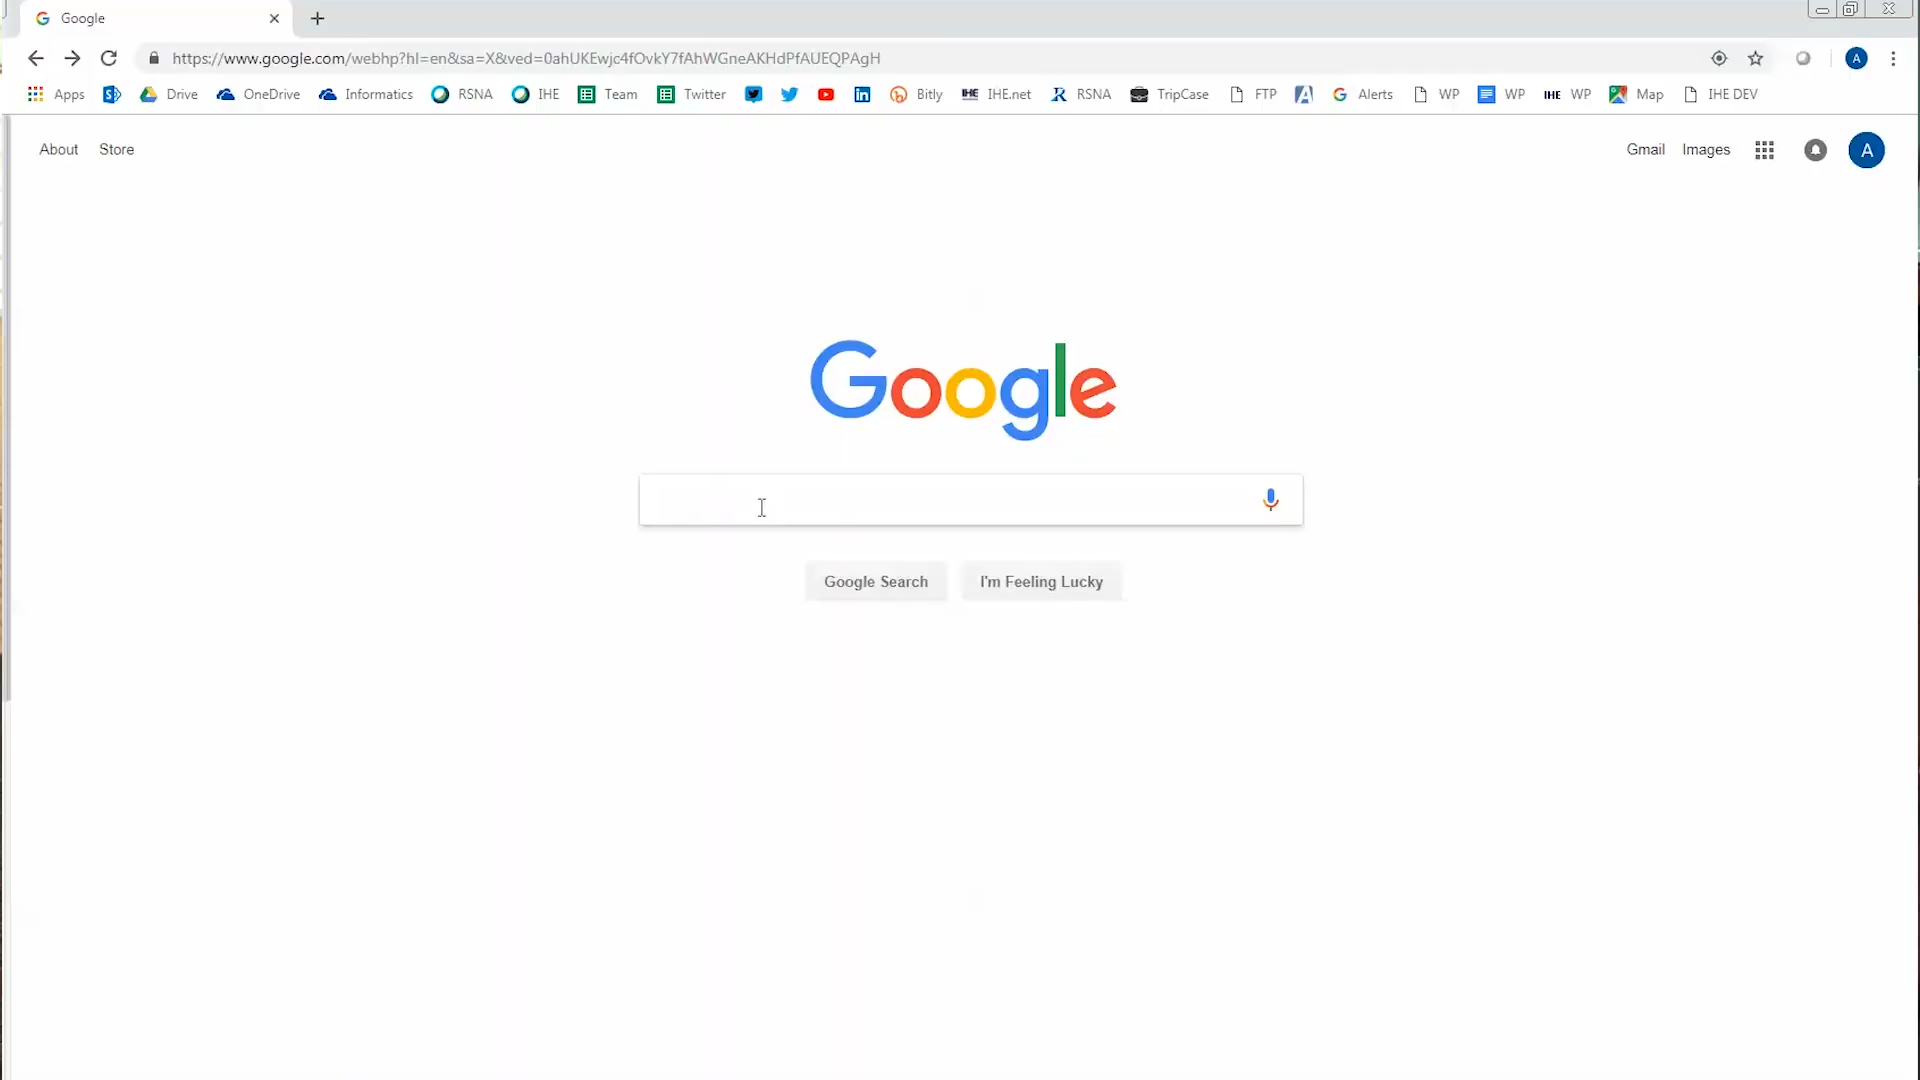 Google
https://www.google.com/webhp?hl=en&sa=X&ved=0ahUKEwjc4fOvkY7fAhWGneAKHdPfAUEQPAgH A
Apps Drive OneDrive Informatics RSNA IHE Team Twitter Bitly IHE IHE.net RSNA TripCase FTP Alerts WP WP IHE WP Map IHE DEV
About Store Gmail Images A
Google
Google Search I'm Feeling Lucky